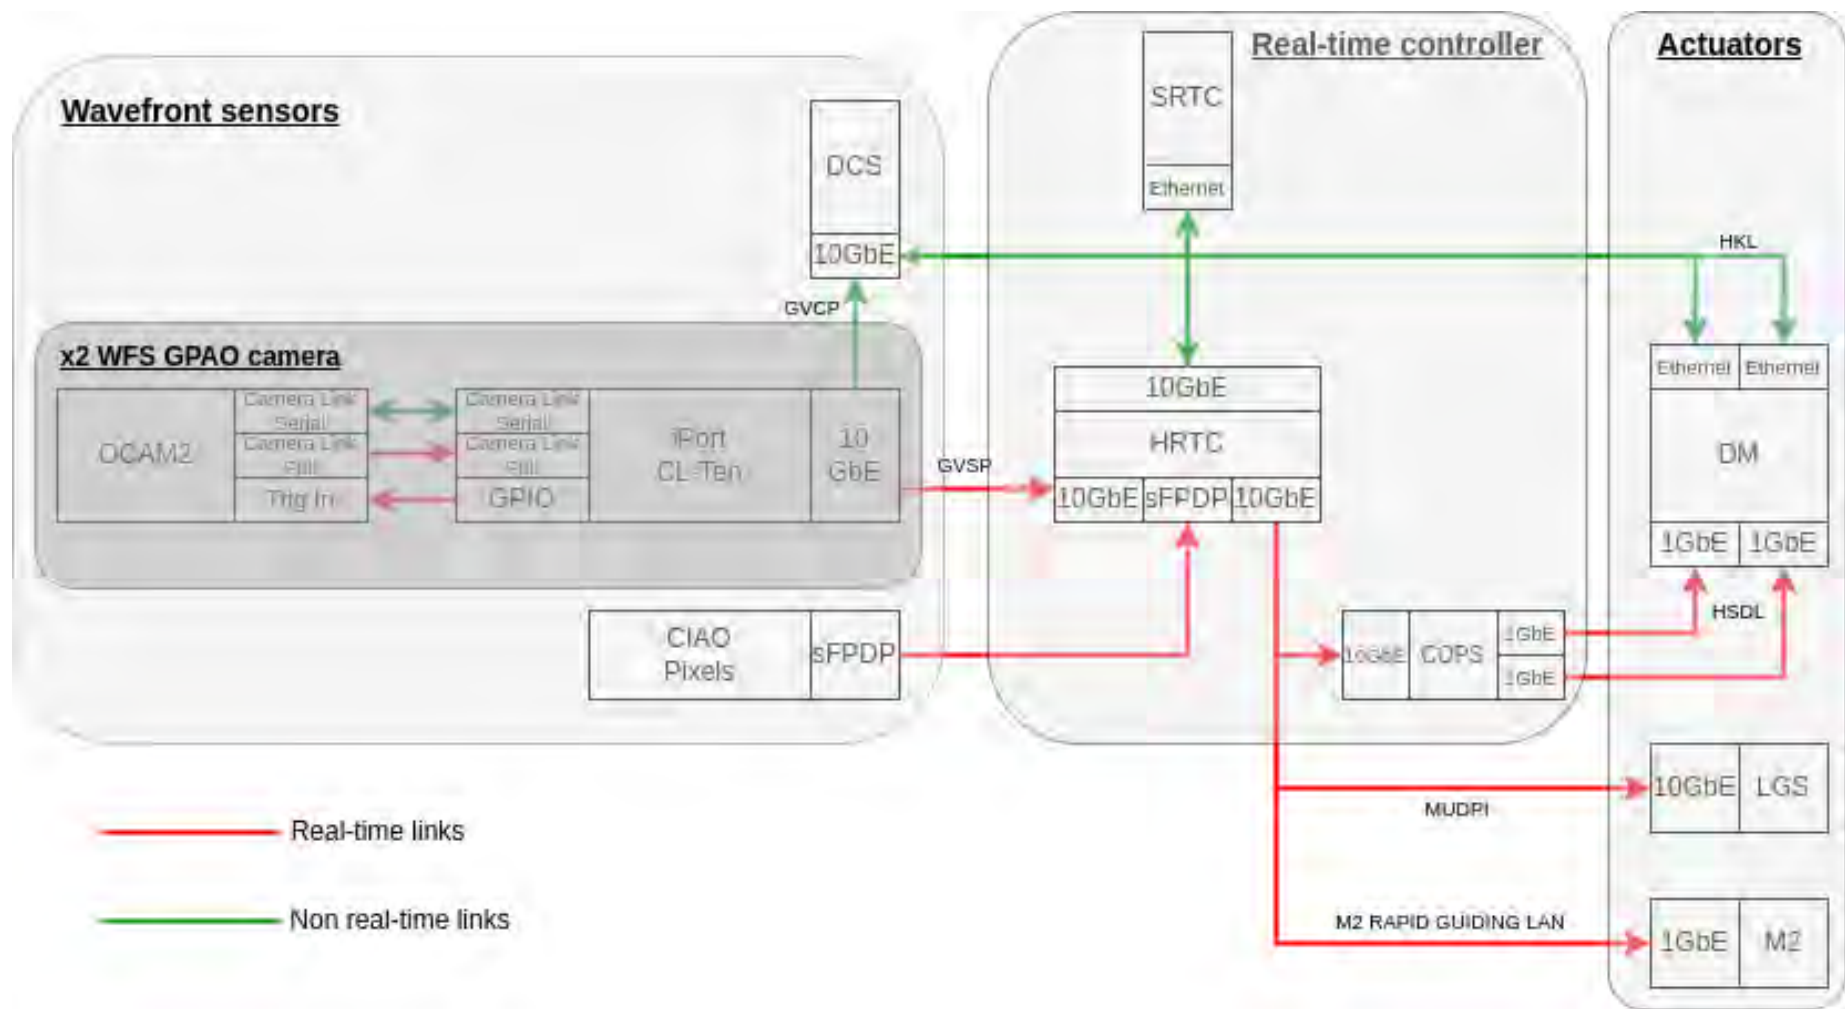 Wavefront sensors
DCS
10GbE
GVCP
x2 WFS GPAO camera
OCAM2
Camera Link
Serial
Camera Link
Full
Trig In
Camera Link
Serial
Camera Link
Full
GPIO
iPort
CL-Ten
10
GbE
CIAO
Pixels
sFPDP
GVSP
Real-time controller
SRTC
Ethernet
10GbE
HRTC
10GbE
sFPDP
10GbE
10GbE
COPS
1GbE
1GbE
Actuators
HKL
Ethernet
Ethernet
DM
1GbE
1GbE
HSDL
10GbE
LGS
MUDPI
M2 RAPID GUIDING LAN
1GbE
M2
Real-time links
Non real-time links